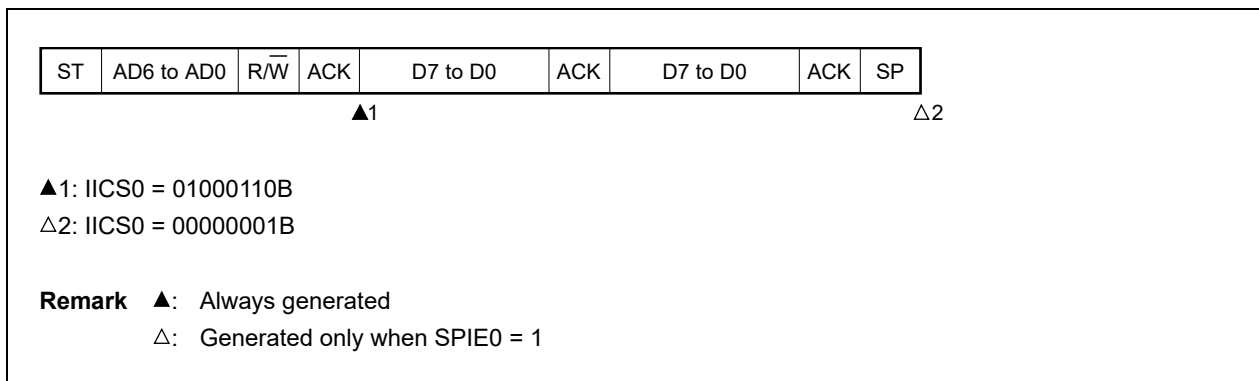 ST AD6 to AD0 R/W̅ ACK D7 to D0 ACK D7 to D0 ACK SP
▲1 △2
▲1: IICS0 = 01000110B
△2: IICS0 = 00000001B
Remark ▲: Always generated
△: Generated only when SPIE0 = 1